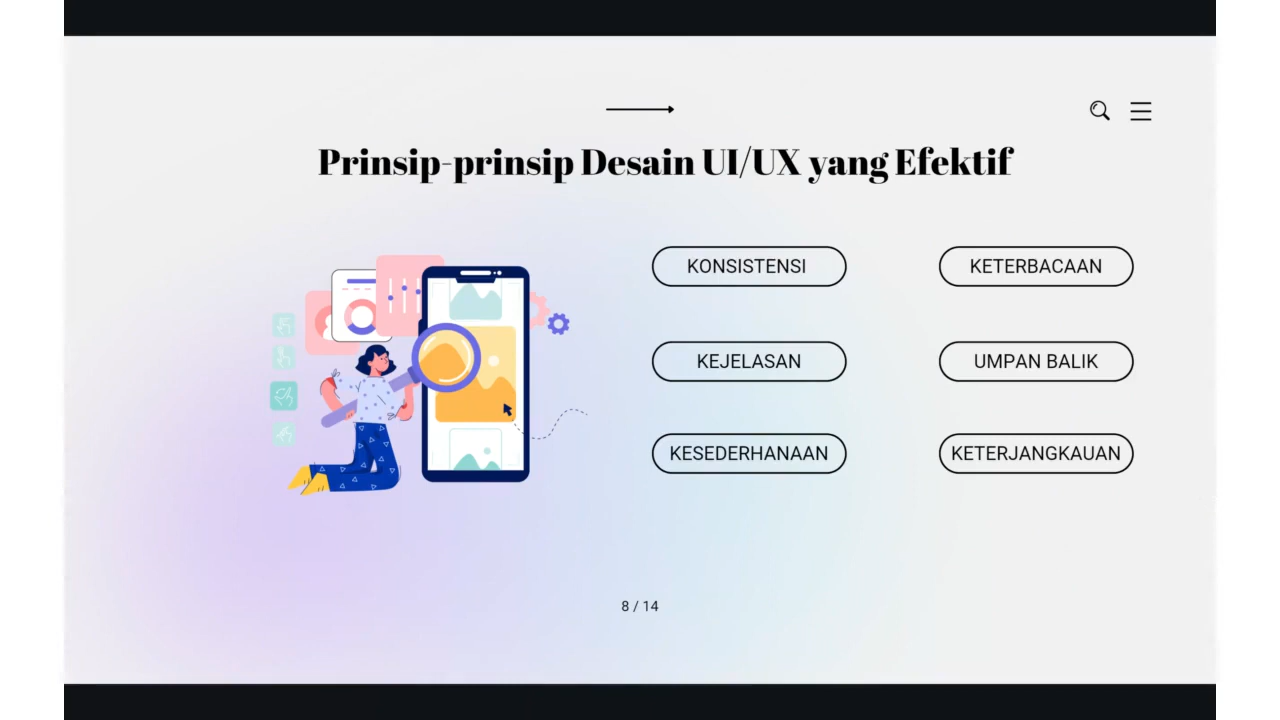 Prinsip-prinsip Desain UI/UX yang Efektif
KONSISTENSI
KETERBACAAN
KEJELASAN
UMPAN BALIK
KESEDERHANAAN
KETERJANGKAUAN
8 / 14